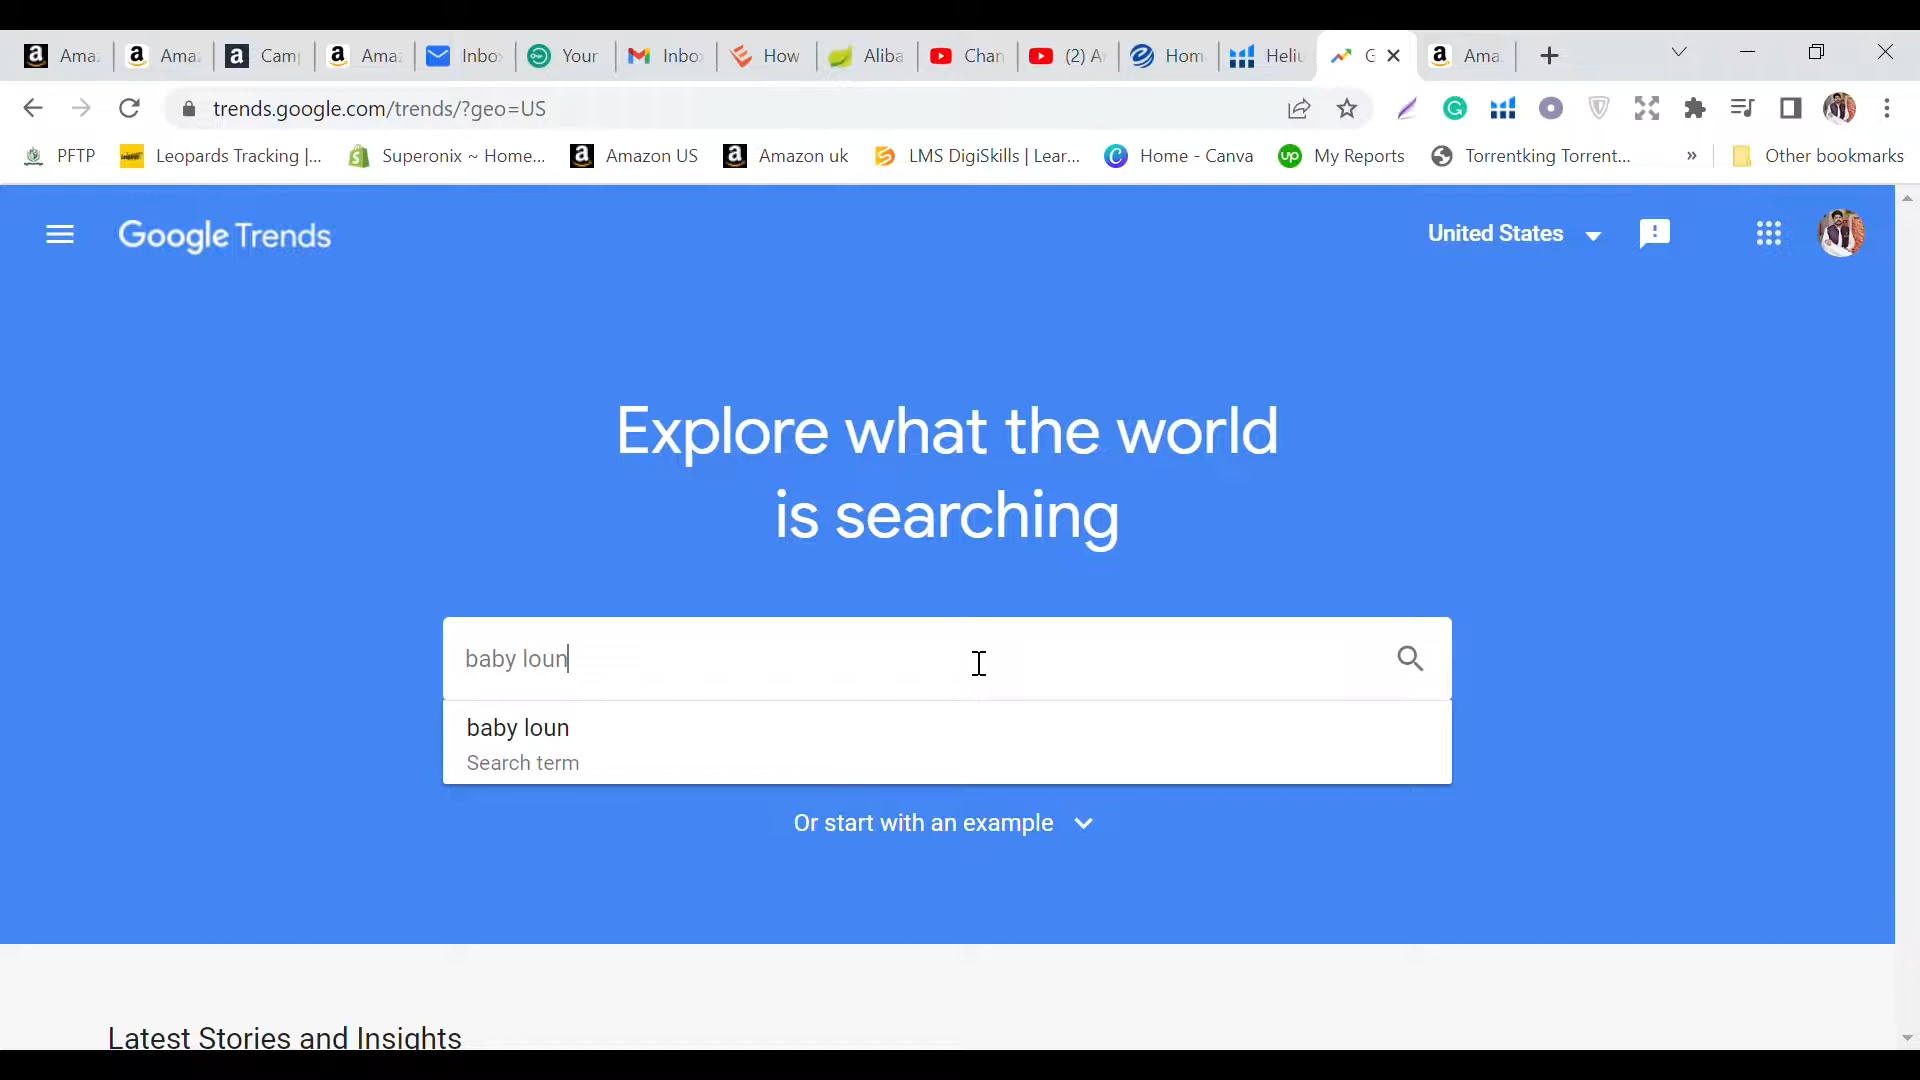 Ama
Ama
Cam
Ama
Inbo
Your
Inbo
How
Aliba
Chan
(2) A
Hom
Heliu
G
Ama
trends.google.com/trends/?geo=US
PFTP
Leopards Tracking |...
Superonix ~ Home...
Amazon US
Amazon uk
LMS DigiSkills | Lear...
Home - Canva
up
My Reports
Torrentking Torrent...
»
Other bookmarks
Google Trends
United States
Explore what the world
is searching
baby loun
baby loun
Search term
Or start with an example
Latest Stories and Insights